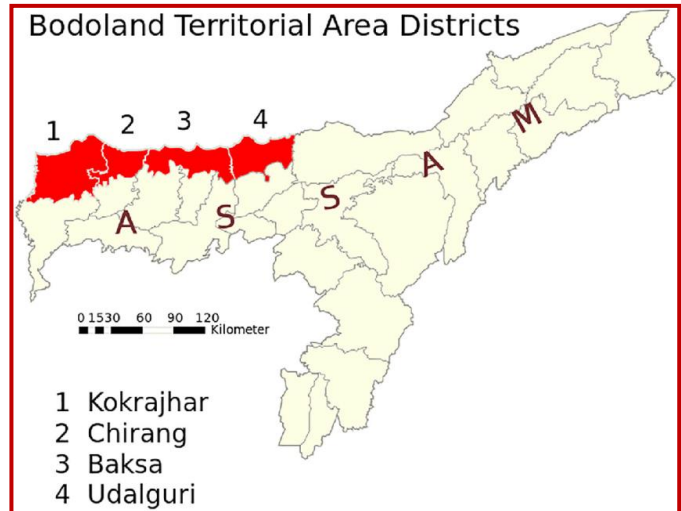 Bodoland Territorial Area Districts
1 2 3 4
A S S A M
0 15 30 60 90 120
Kilometer
1 Kokrajhar
2 Chirang
3 Baksa
4 Udalguri